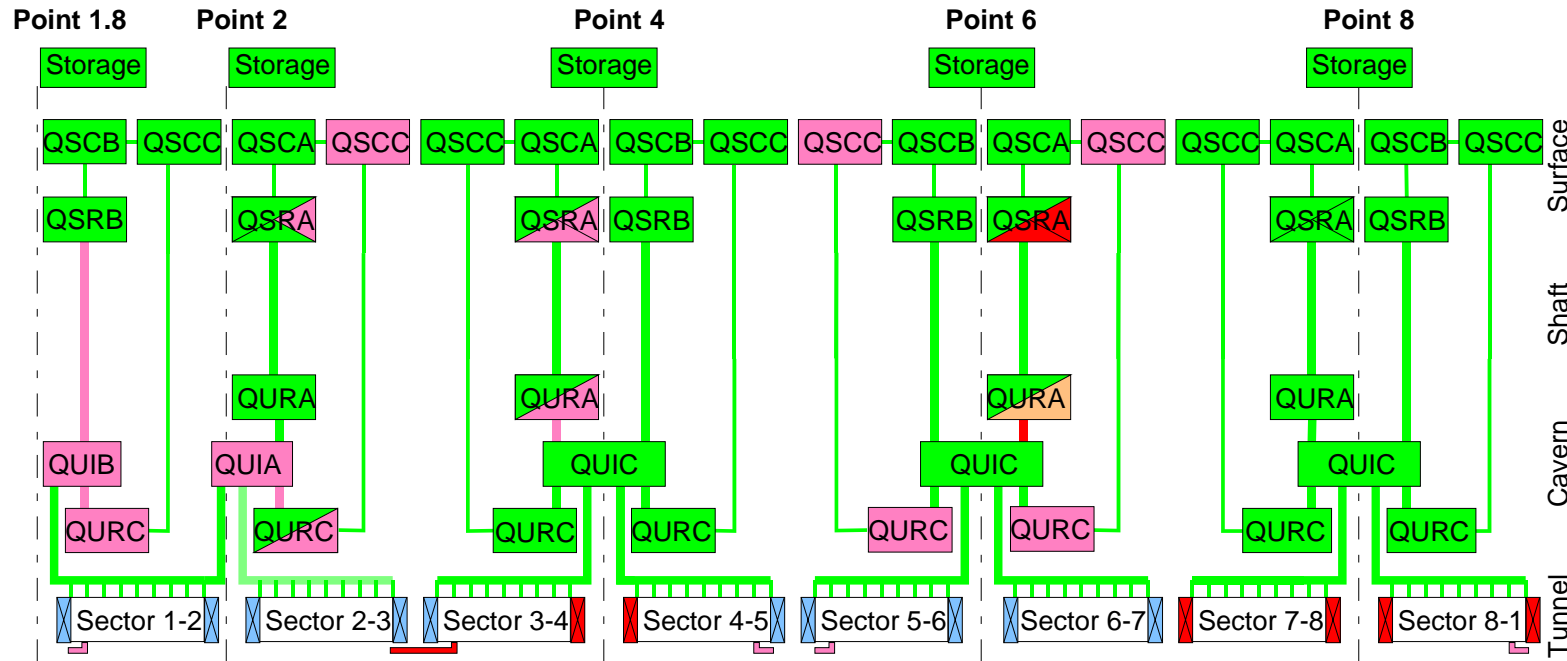 Point 1.8 Point 2 Point 4 Point 6 Point 8
Storage Storage Storage Storage Storage
QSCB QSCC QSCA QSCC QSCC QSCA QSCB QSCC QSCC QSCB QSCA QSCC QSCC QSCA QSCB QSCC
QSRB QSRA QSRA QSRB QSRB QSRA QSRA QSRB
Surface
Shaft
QURA QURA QURA QURA
QUIB QUIA QUIC QUIC QUIC
Cavern
QURC QURC QURC QURC QURC QURC QURC QURC
Sector 1-2 Sector 2-3 Sector 3-4 Sector 4-5 Sector 5-6 Sector 6-7 Sector 7-8 Sector 8-1
Tunnel